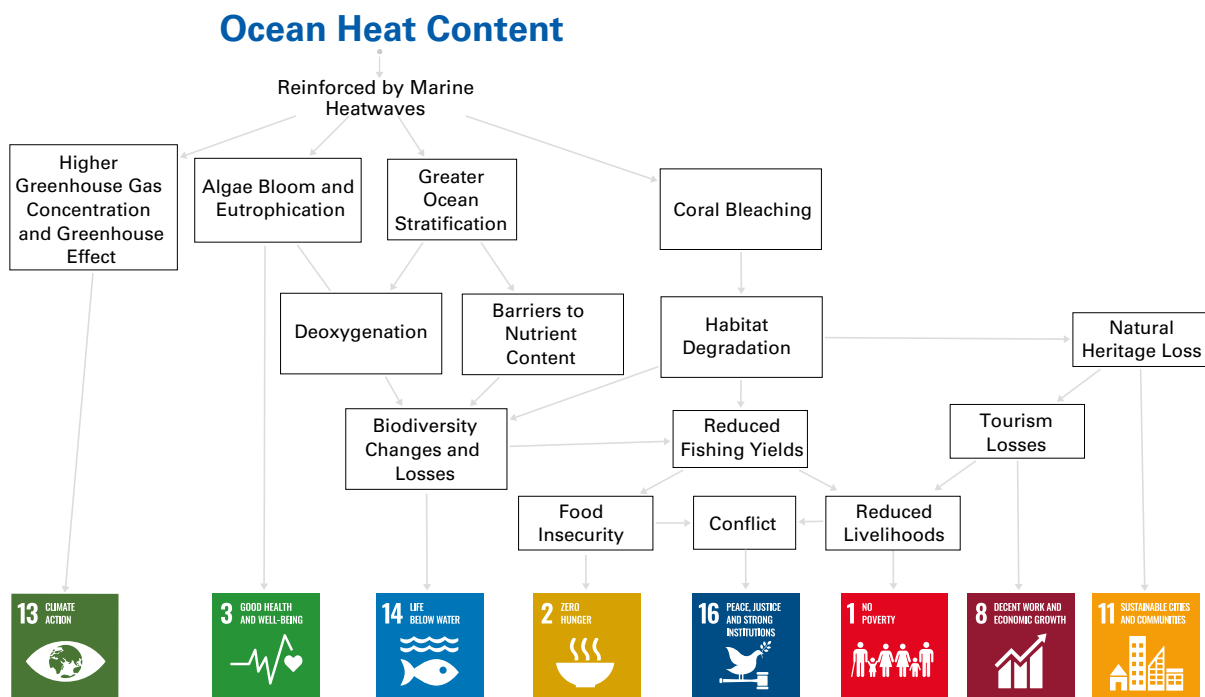 Ocean Heat Content
Reinforced by Marine
Heatwaves
Higher
Greenhouse Gas
Concentration
and Greenhouse
Effect
Algae Bloom and
Eutrophication
Greater
Ocean
Stratification
Coral Bleaching
Deoxygenation
Barriers to
Nutrient
Content
Habitat
Degradation
Natural
Heritage Loss
Biodiversity
Changes and
Losses
Reduced
Fishing Yields
Tourism
Losses
Food
Insecurity
Conflict
Reduced
Livelihoods
13 CLIMATE
ACTION
3 GOOD HEALTH
AND WELL-BEING
14 LIFE
BELOW WATER
2 ZERO
HUNGER
16 PEACE, JUSTICE
AND STRONG
INSTITUTIONS
1 NO
POVERTY
8 DECENT WORK AND
ECONOMIC GROWTH
11 SUSTAINABLE CITIES
AND COMMUNITIES